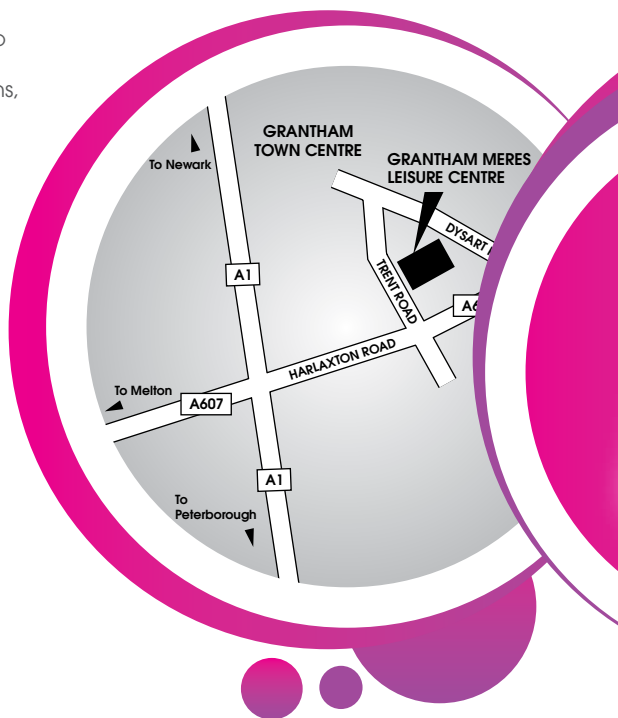 ns,
To Newark
GRANTHAM
TOWN CENTRE
GRANTHAM MERES
LEISURE CENTRE
DYSART
A1
TRENT ROAD
HARLAXTON ROAD
To Melton
A607
A1
To
Peterborough